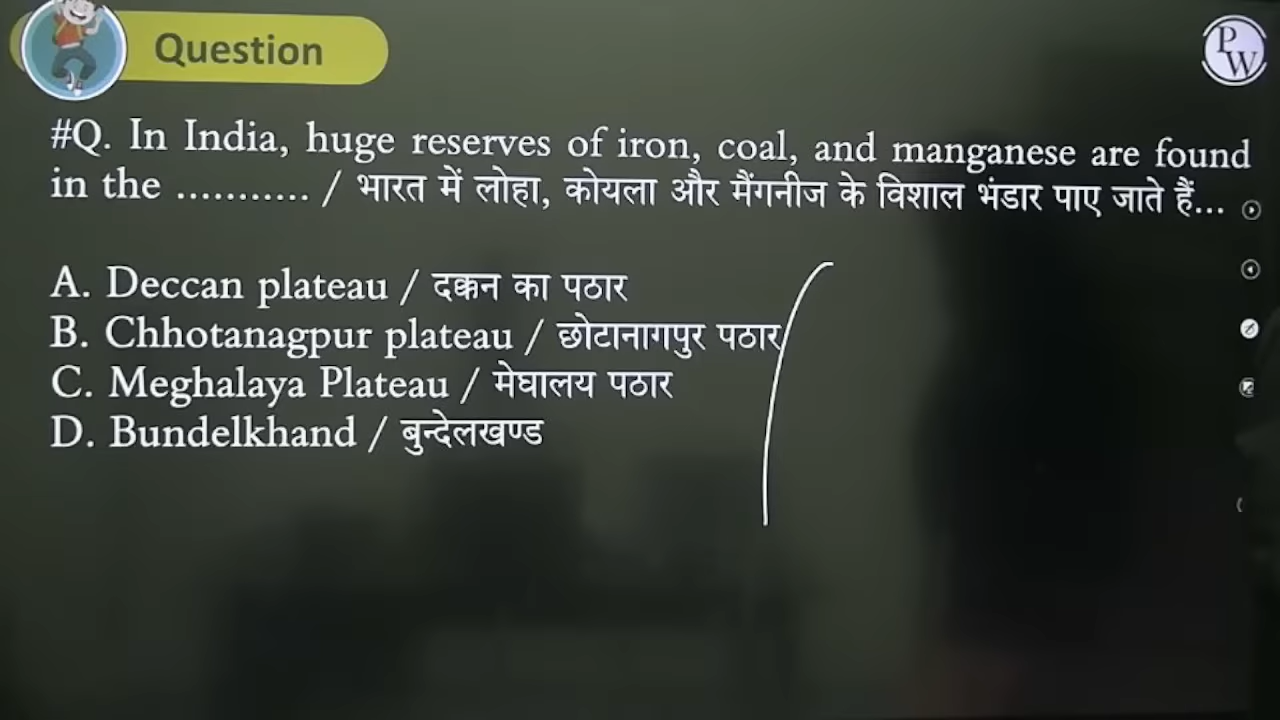 Question
PW
#Q. In India, huge reserves of iron, coal, and manganese are found
in the ........... / भारत में लोहा, कोयला और मैंगनीज के विशाल भंडार पाए जाते हैं...
A. Deccan plateau / दक्कन का पठार
B. Chhotanagpur plateau / छोटानागपुर पठार
C. Meghalaya Plateau / मेघालय पठार
D. Bundelkhand / बुन्देलखण्ड